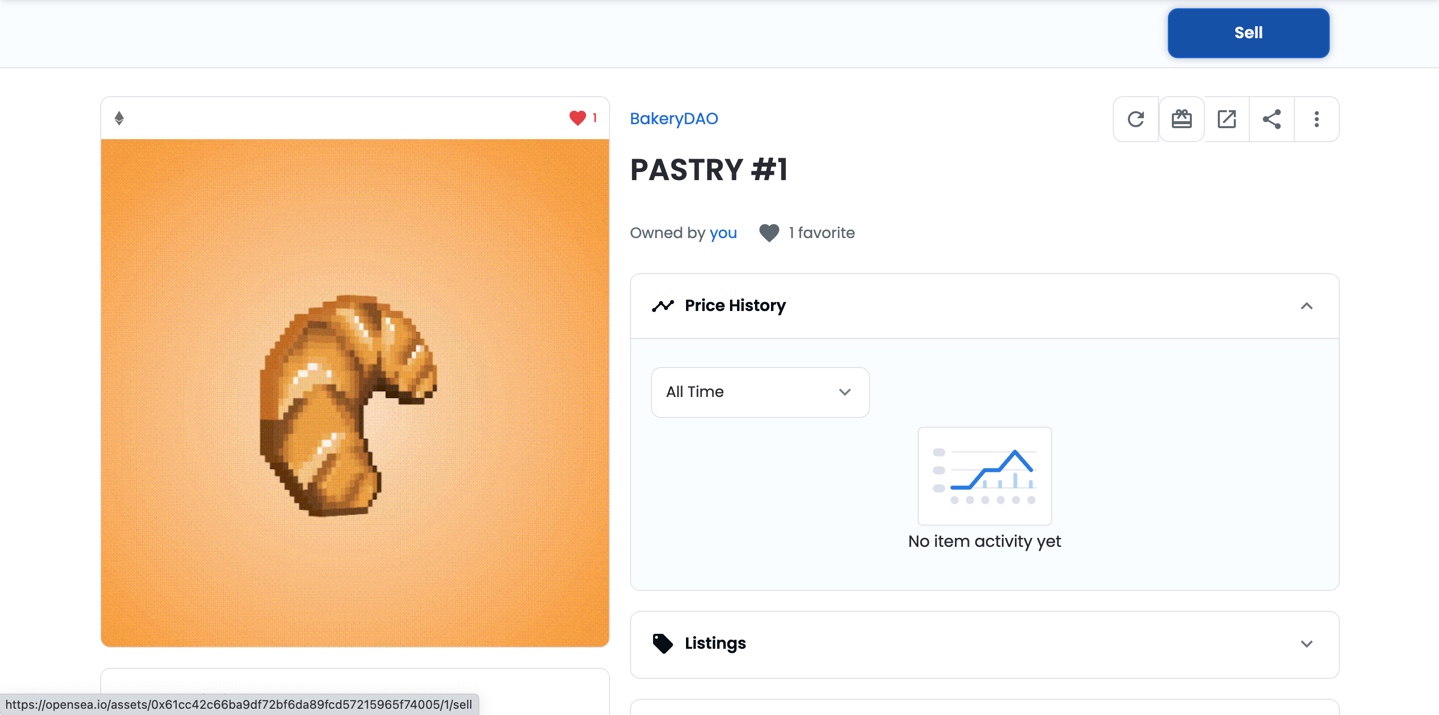 Sell
1
BakeryDAO
PASTRY #1
Owned by you
1 favorite
Price History
All Time
No item activity yet
Listings
https://opensea.io/assets/0x61cc42c66ba9df72bf6da89fcd57215965f74005/1/sell